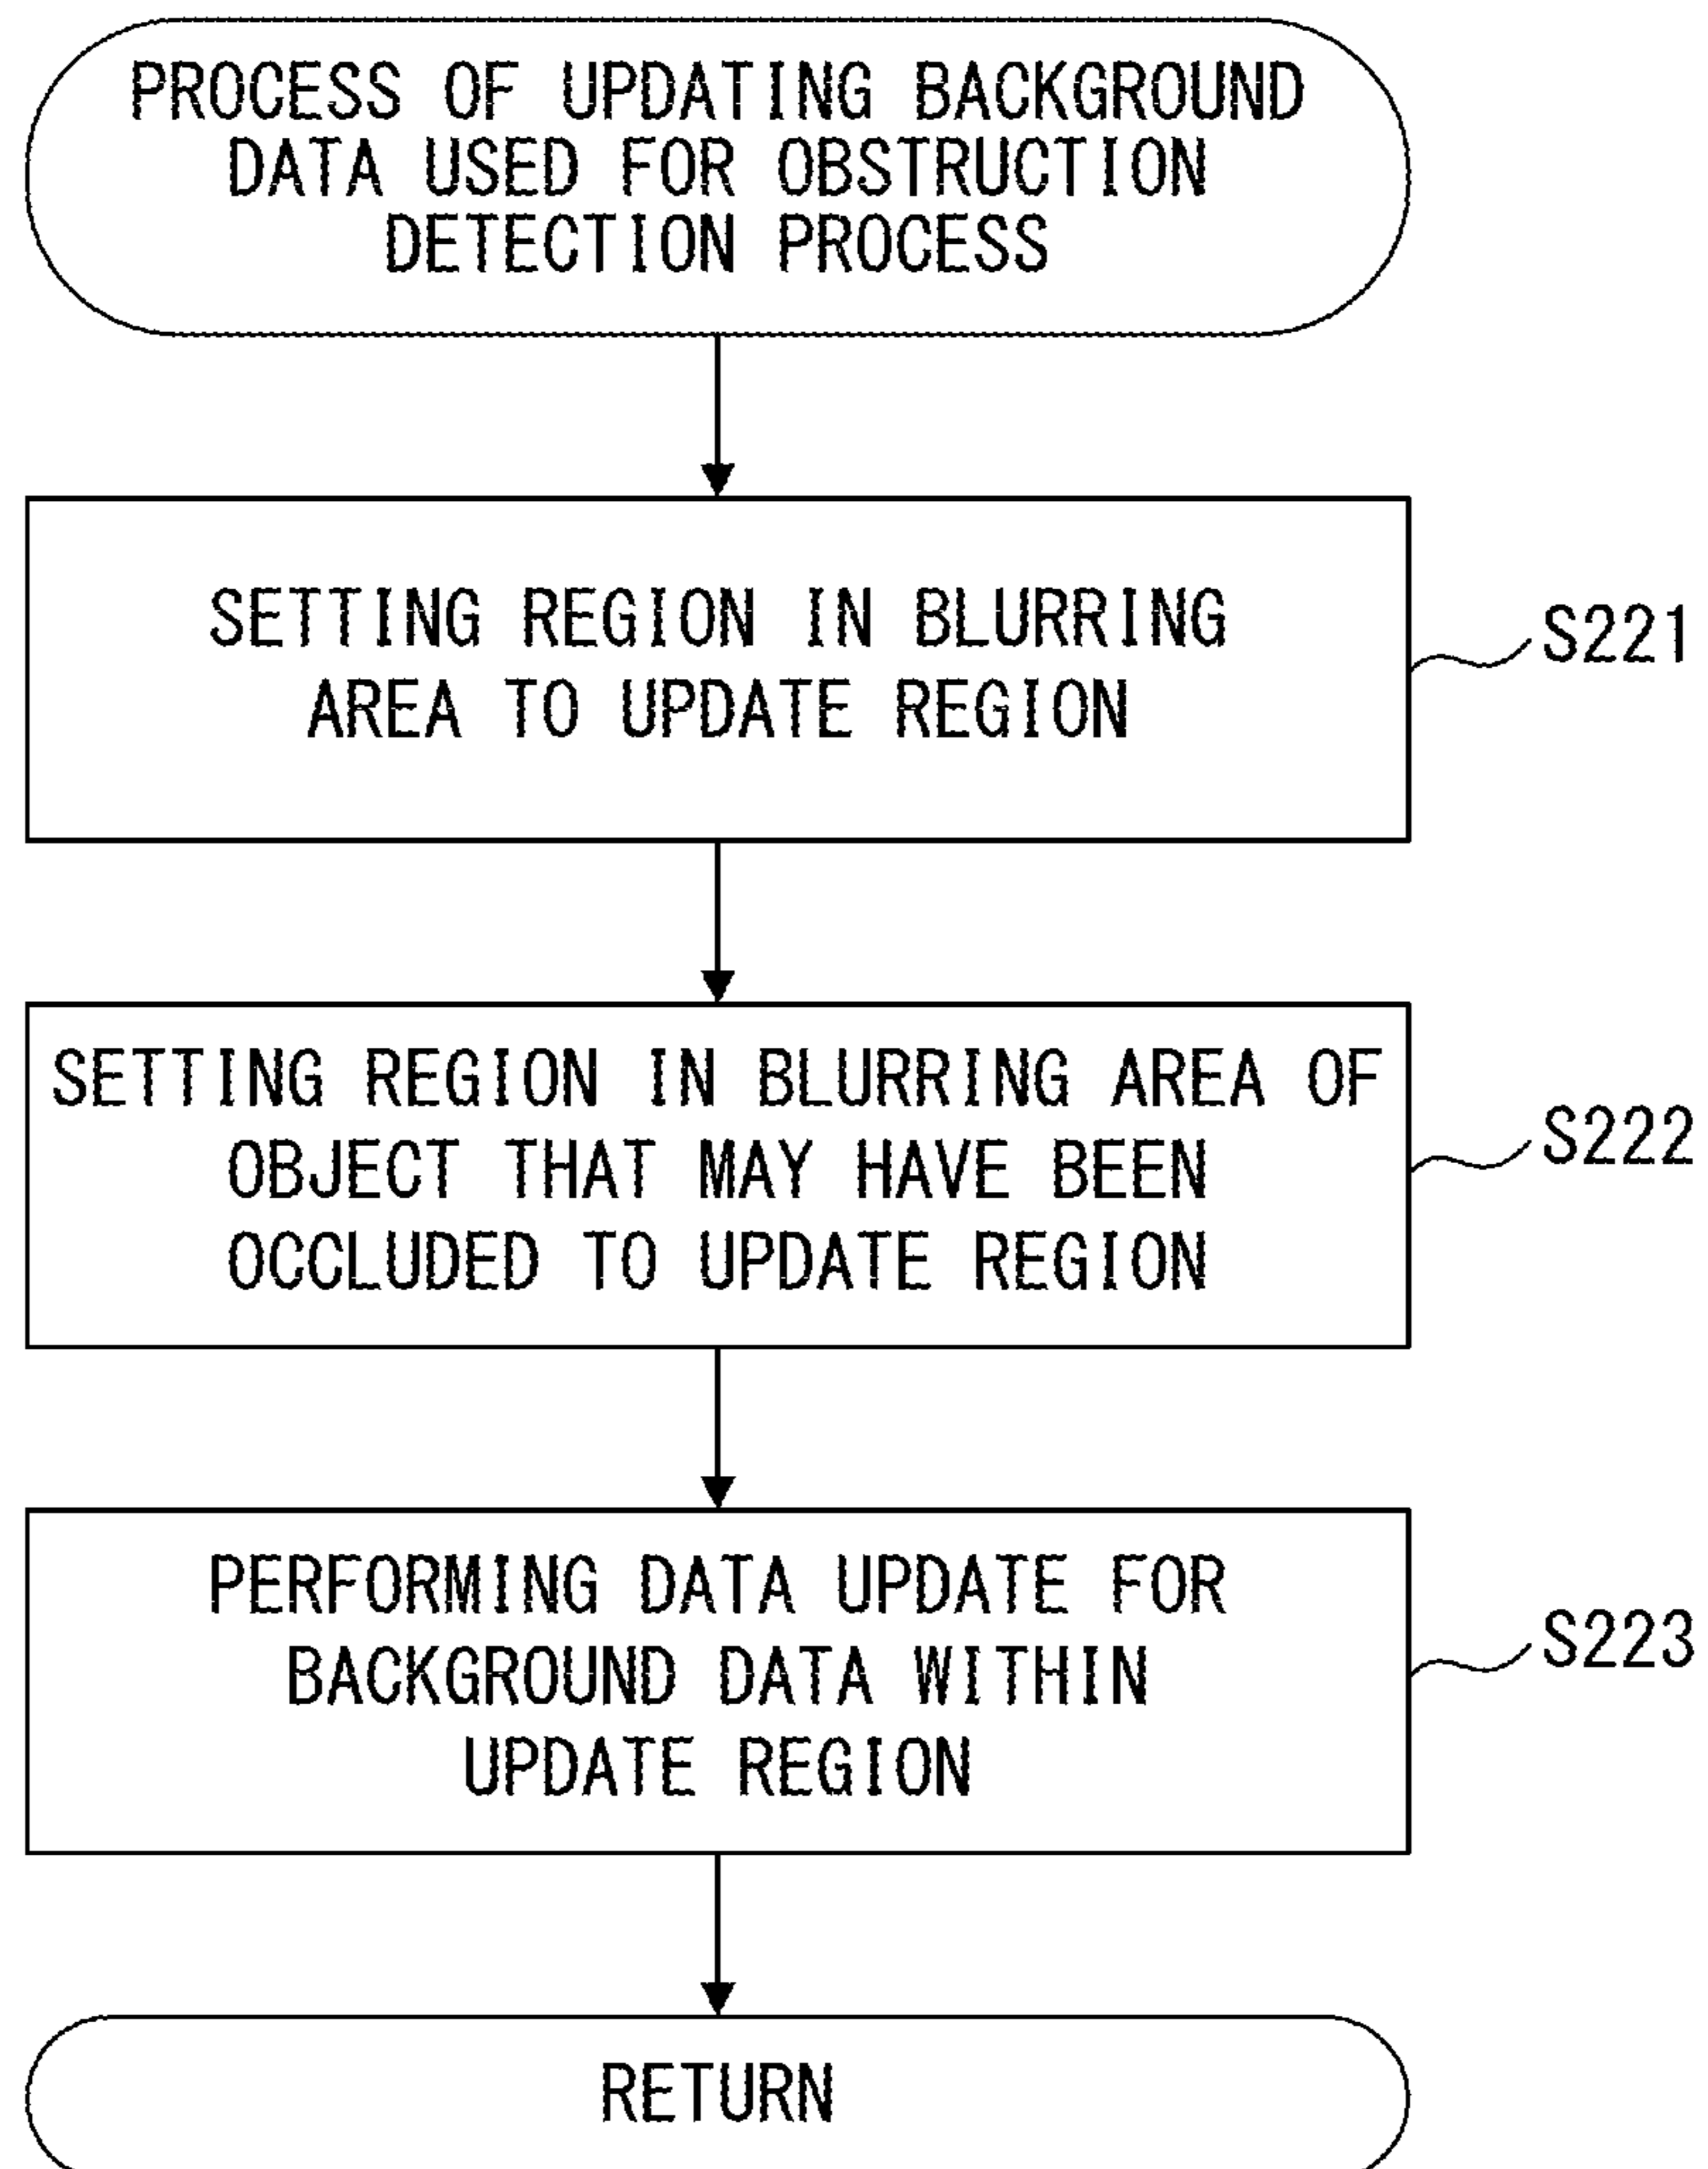 PROCESS OF UPDATING BACKGROUND
DATA USED FOR OBSTRUCTION
DETECTION PROCESS
SETTING REGION IN BLURRING
AREA TO UPDATE REGION
S221
SETTING REGION IN BLURRING AREA OF
OBJECT THAT MAY HAVE BEEN
OCCLUDED TO UPDATE REGION
S222
PERFORMING DATA UPDATE FOR
BACKGROUND DATA WITHIN
UPDATE REGION
S223
RETURN